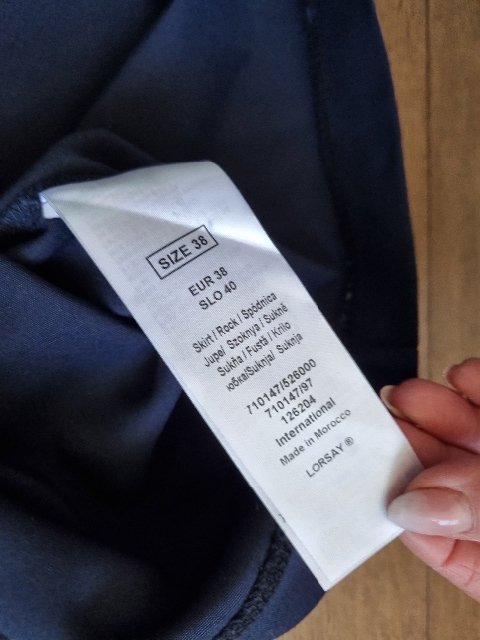 SIZE 38
EUR 38
SLO 40
Skirt / Rock / Spódnica
Jupe/ Szoknya / Sukně
Sukňa / Fustă / Krilo
юбка/Suknja/ Suknja
710147/526000
710147/97
126204
International
Made in Morocco
LORSAY ®